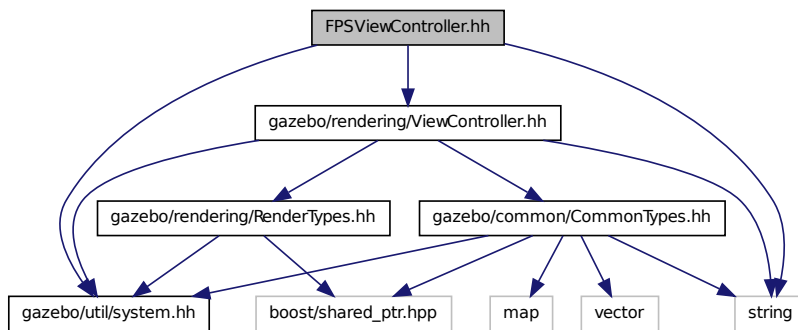 FPSViewController.hh
gazebo/rendering/ViewController.hh
gazebo/rendering/RenderTypes.hh
gazebo/common/CommonTypes.hh
gazebo/util/system.hh
boost/shared_ptr.hpp
map
vector
string